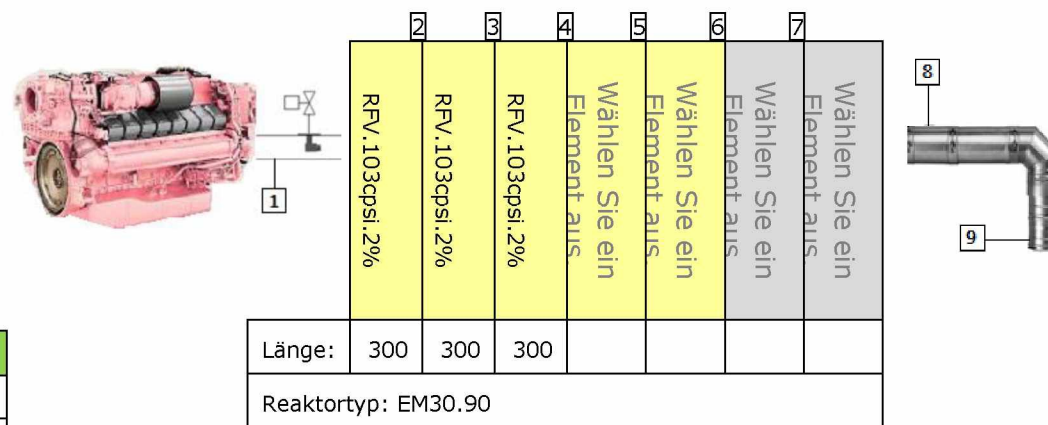 2 3 4 5 6 7
8
1
9
RFV.103cpsi.2%
RFV.103cpsi.2%
RFV.103cpsi.2%
Wählen Sie ein
Element aus
Wählen Sie ein
Element aus
Wählen Sie ein
Element aus
Wählen Sie ein
Element aus
Länge: 300 300 300
Reaktortyp: EM30.90